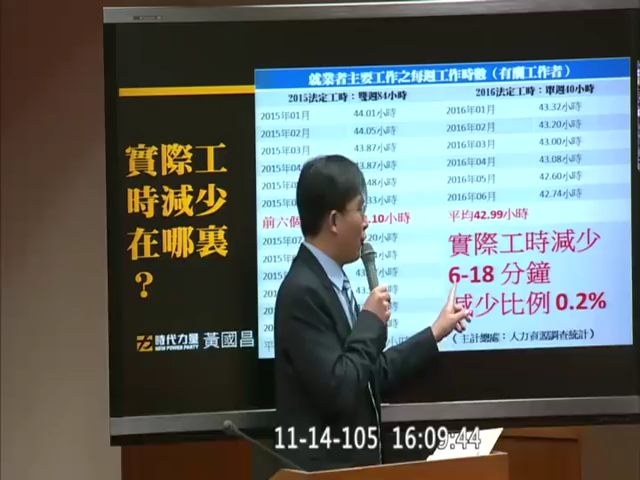 就業者主要工作之每週工作時數（有酬工作者）
2015法定工時：雙週84小時
2016法定工時：單週40小時
2015年01月 44.01小時
2016年01月 43.32小時
2015年02月 44.05小時
2016年02月 43.20小時
2015年03月 43.87小時
2016年03月 43.00小時
2015年04 43.87小時
2016年04月 43.08小時
2016年05月 42.60小時
2016年06月 42.74小時
前六個 .10小時
平均42.99小時
實際工
時減少
在哪裏
？
實際工時減少
6-18 分鐘
減少比例 0.2%
（主計總處：人力資源調查統計）
時代力量
NEW POWER PARTY
黃國昌
11-14-105 16:09:44